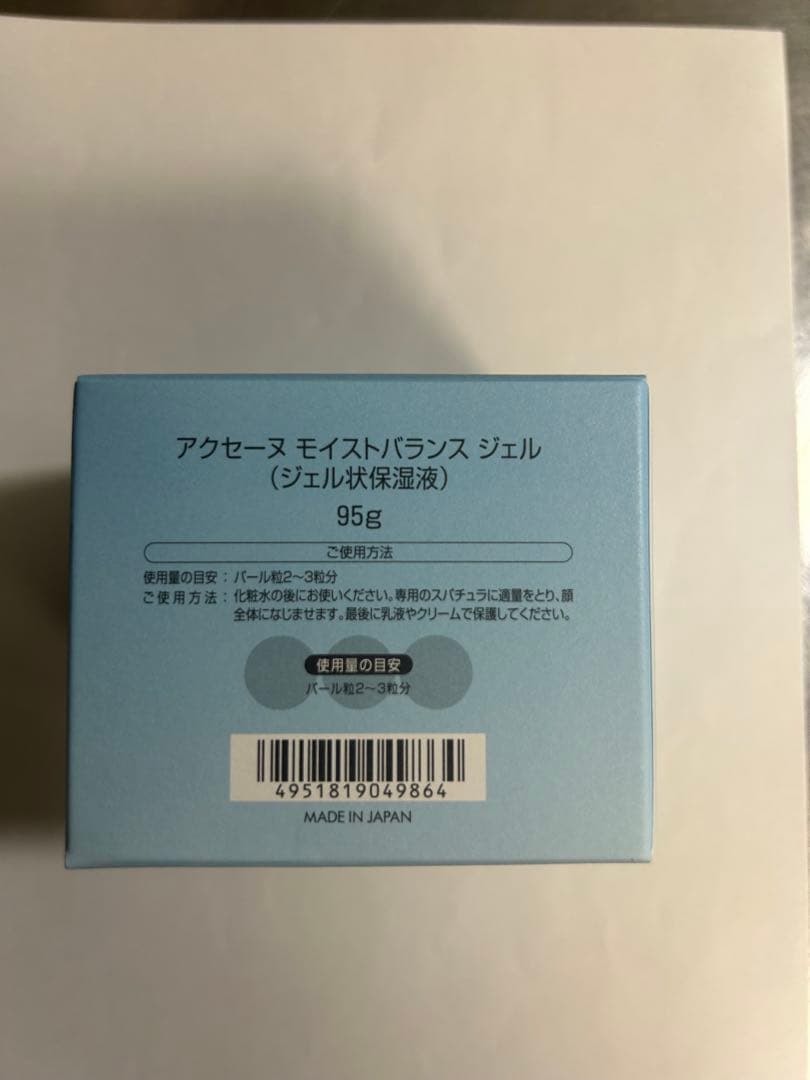 アクセーヌ モイストバランス ジェル
(ジェル状保湿液)
95g
ご使用方法
使用量の目安：パール粒2〜3粒分
ご使用方法：化粧水の後にお使いください。専用のスパチュラに適量をとり、顔
全体になじませます。最後に乳液やクリームで保護してください。
使用量の目安
パール粒2〜3粒分
4951819049864
MADE IN JAPAN